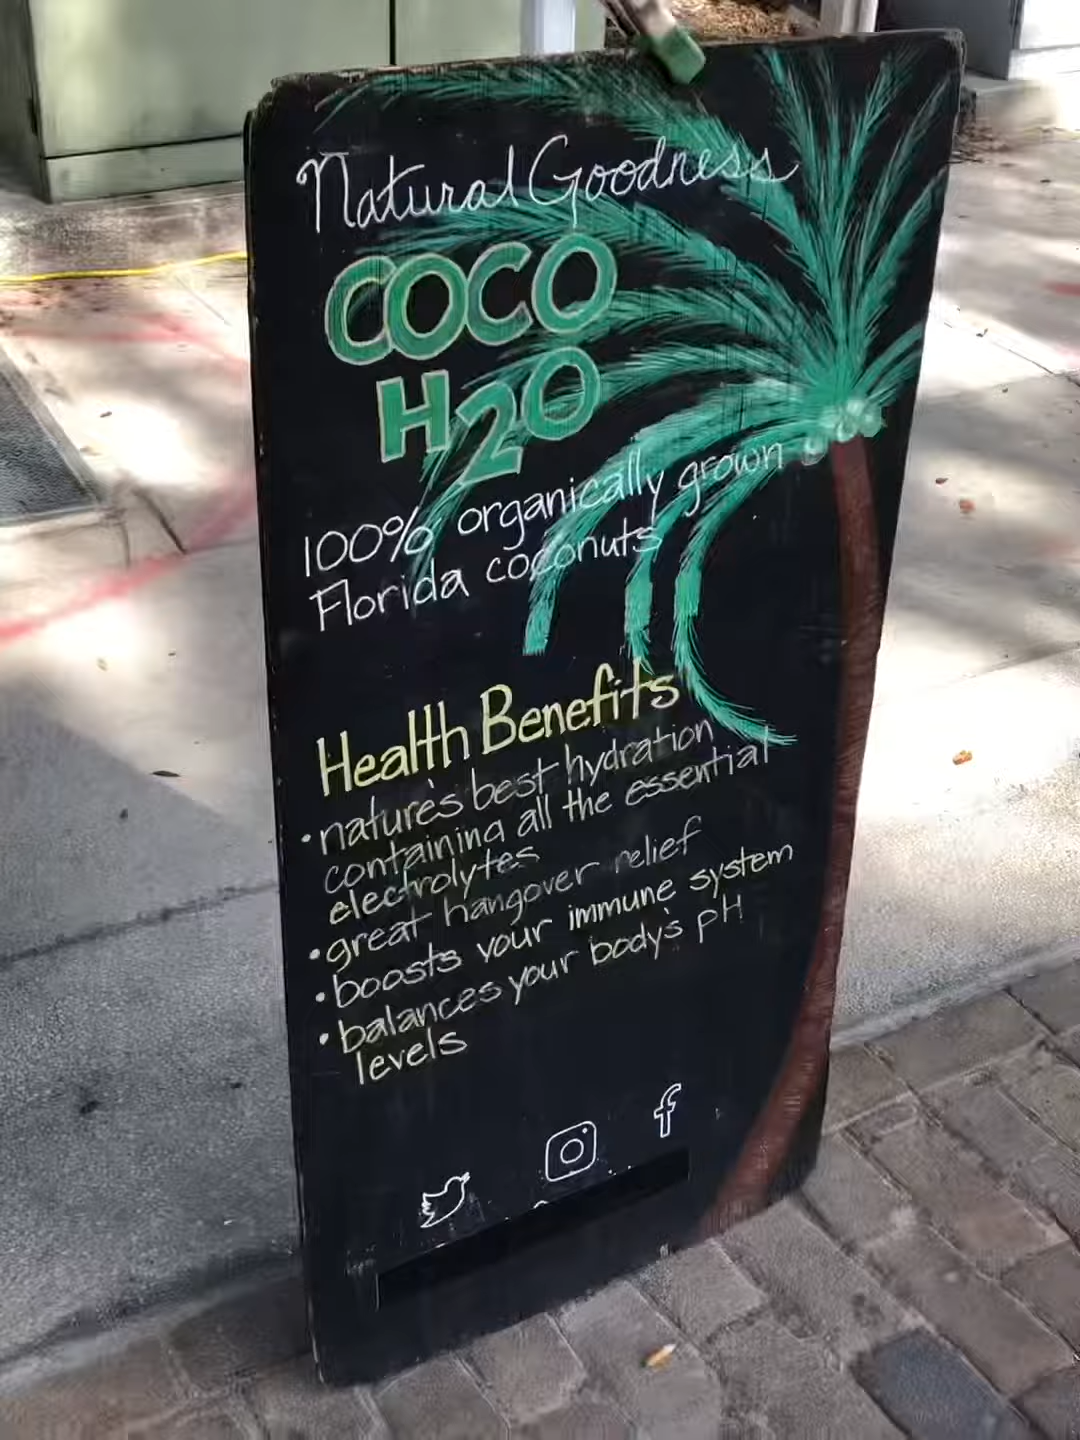 Natural Goodness
COCO
H2O
100% organically grown
Florida coconuts
Health Benefits
• nature's best hydration
containing all the essential
electrolytes
• great hangover relief
• boosts your immune system
• balances your body's pH
levels